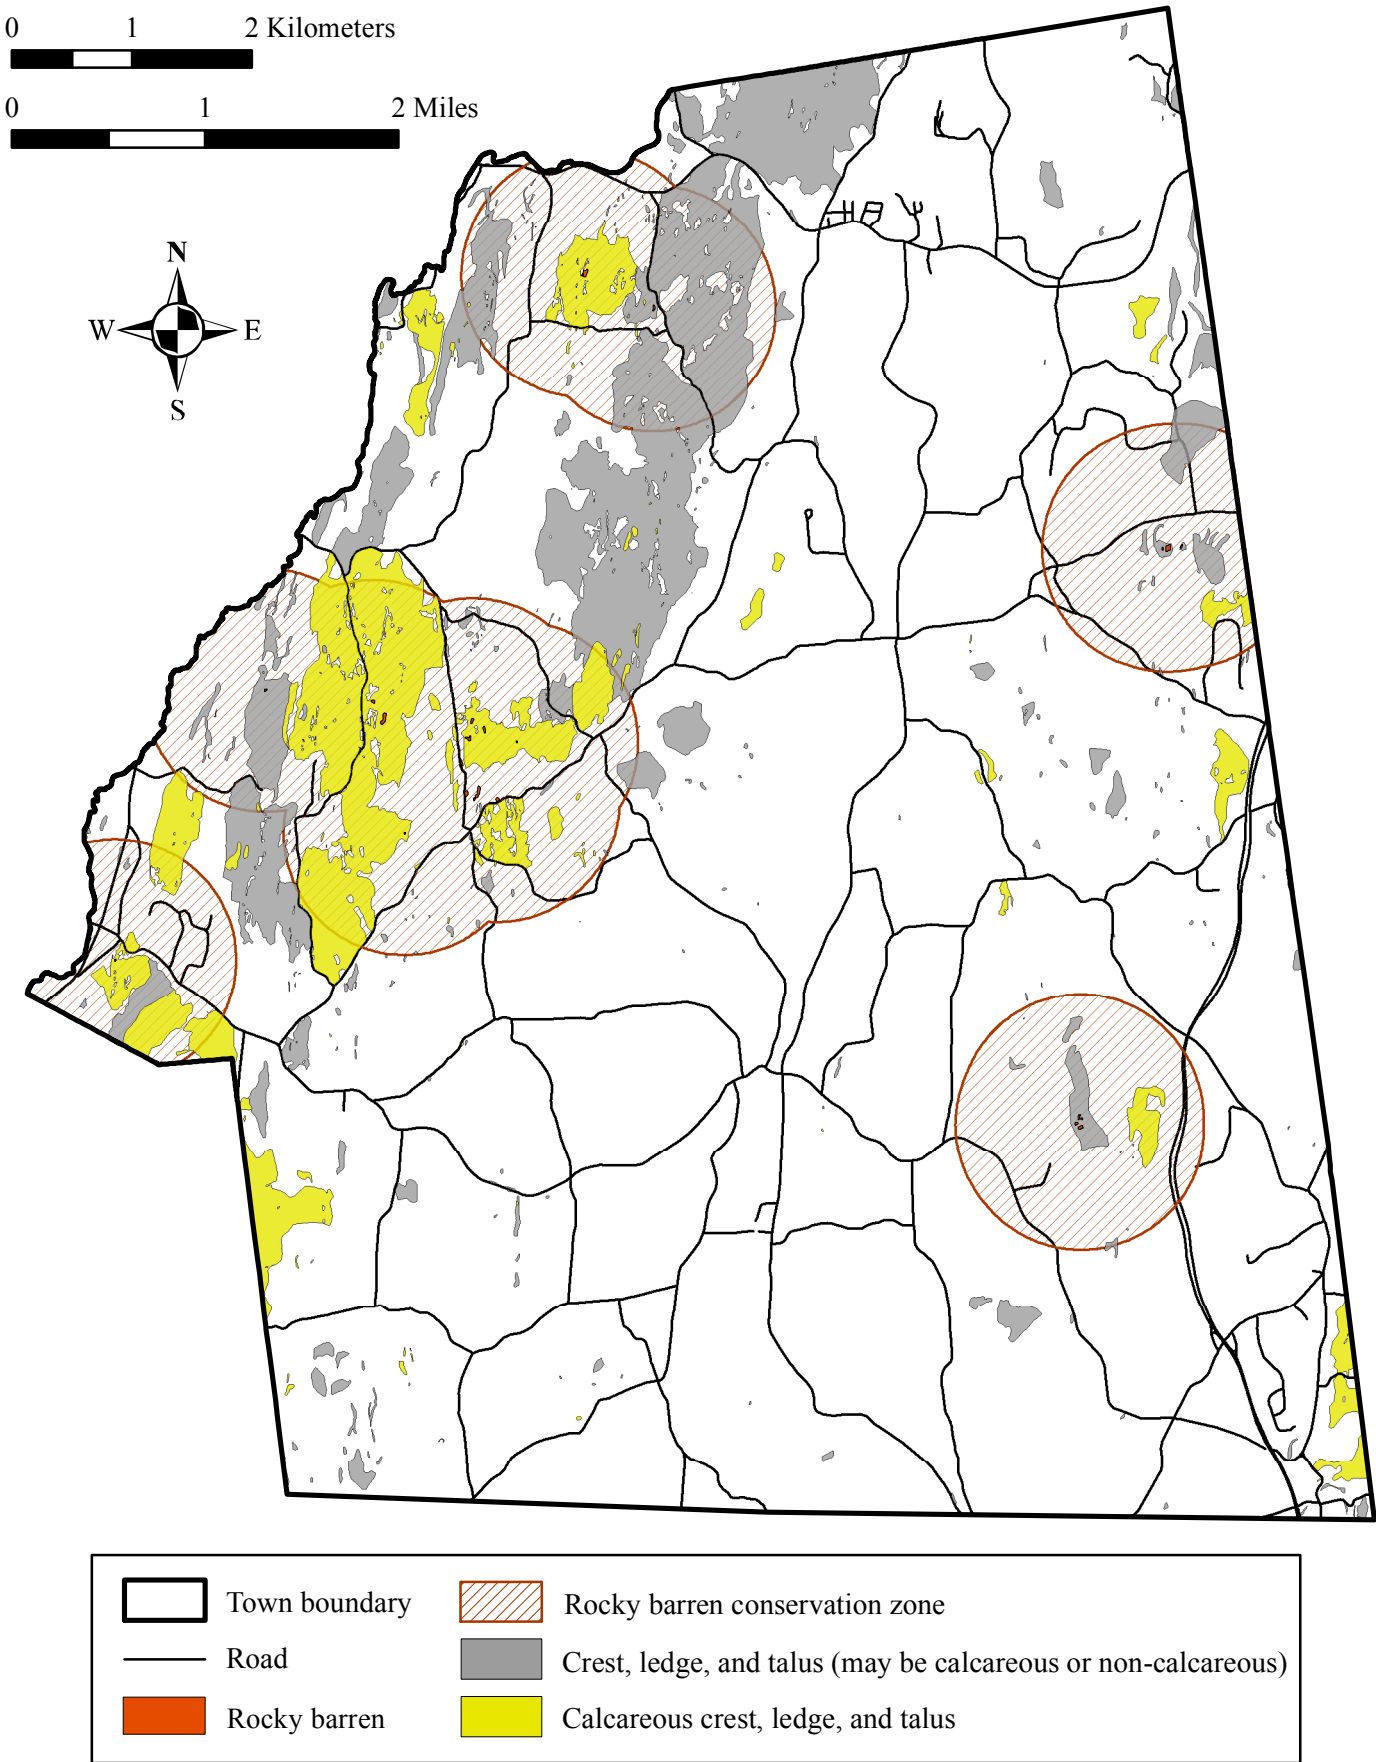 0 1 2 Kilometers
0 1 2 Miles
N
W E
S
Town boundary
Rocky barren conservation zone
Road
Crest, ledge, and talus (may be calcareous or non-calcareous)
Rocky barren
Calcareous crest, ledge, and talus